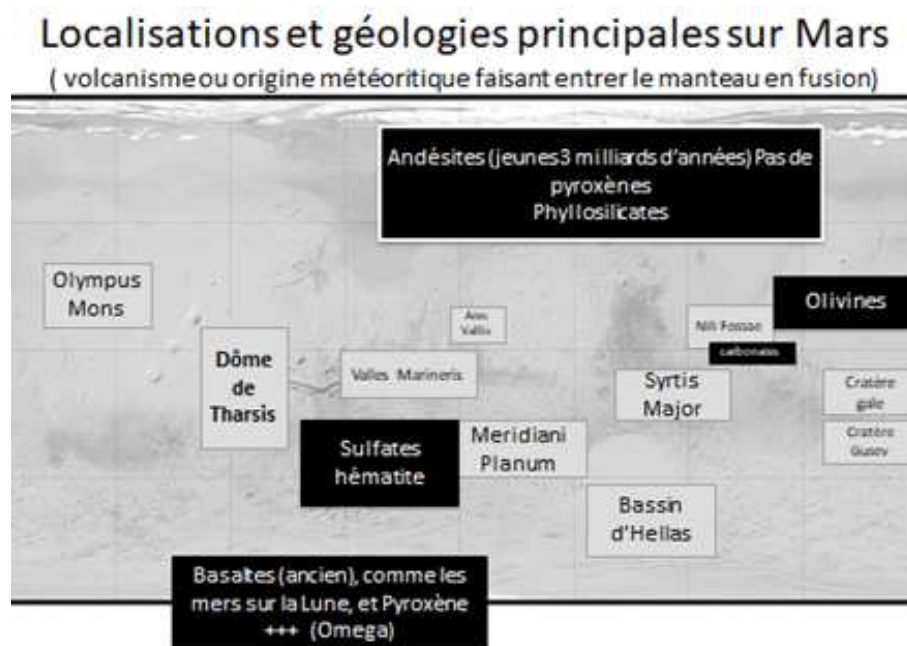 Localisations et géologies principales sur Mars
( volcanisme ou origine météoritique faisant entrer le manteau en fusion)
Andésites (jeunes 3 milliards d'années) Pas de
pyroxènes
Phyllosilicates
Olympus
Mons
Olivines
Ares
Vallis
Nili Fossae
carbonates
Dôme
de
Tharsis
Valles Marineris
Syrtis
Major
Cratère
gale
Sulfates
hématite
Meridiani
Planum
Cratère
Gusev
Bassin
d'Hellas
Basaltes (ancien), comme les
mers sur la Lune, et Pyroxène
+++ (Omega)